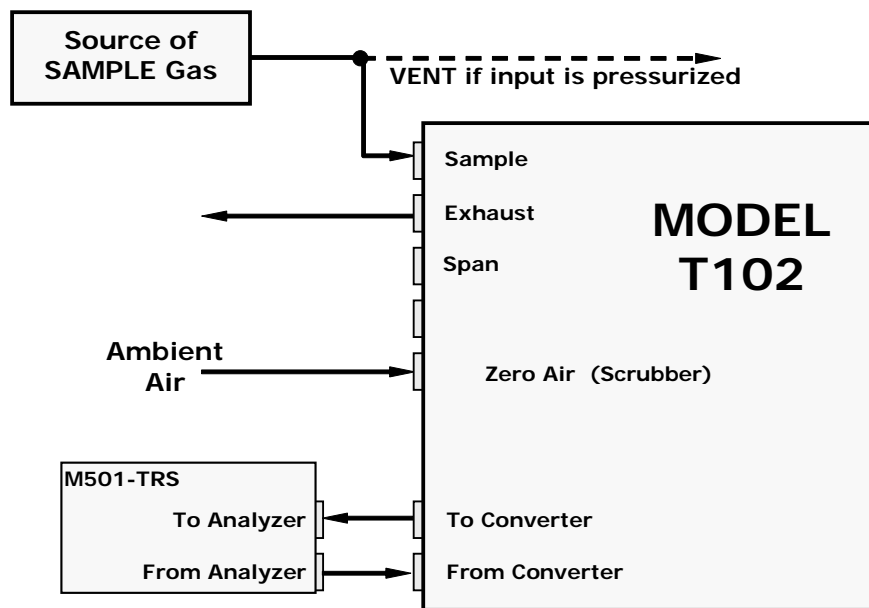 Source of
SAMPLE Gas
VENT if input is pressurized
Sample
Exhaust
Span
MODEL
T102
Ambient
Air
Zero Air (Scrubber)
M501-TRS
To Analyzer
To Converter
From Analyzer
From Converter